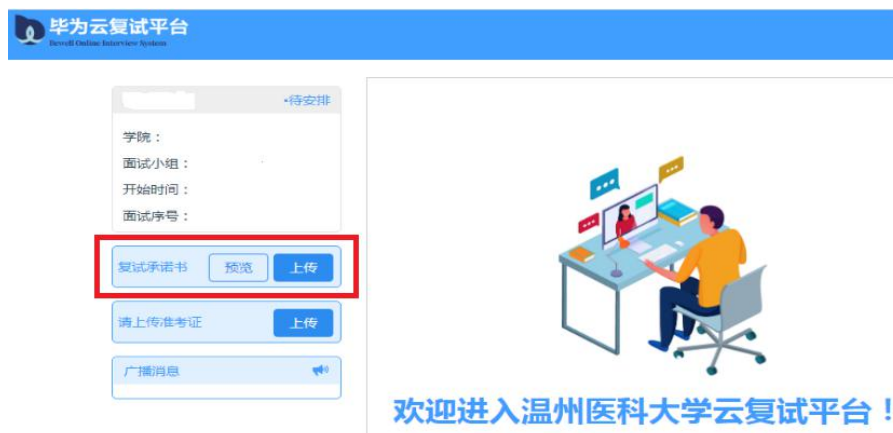 毕为云复试平台
Bewell Online Interview System
•待安排
学院：
面试小组：
开始时间：
面试序号：
复试承诺书 预览 上传
请上传准考证 上传
广播消息
欢迎进入温州医科大学云复试平台！